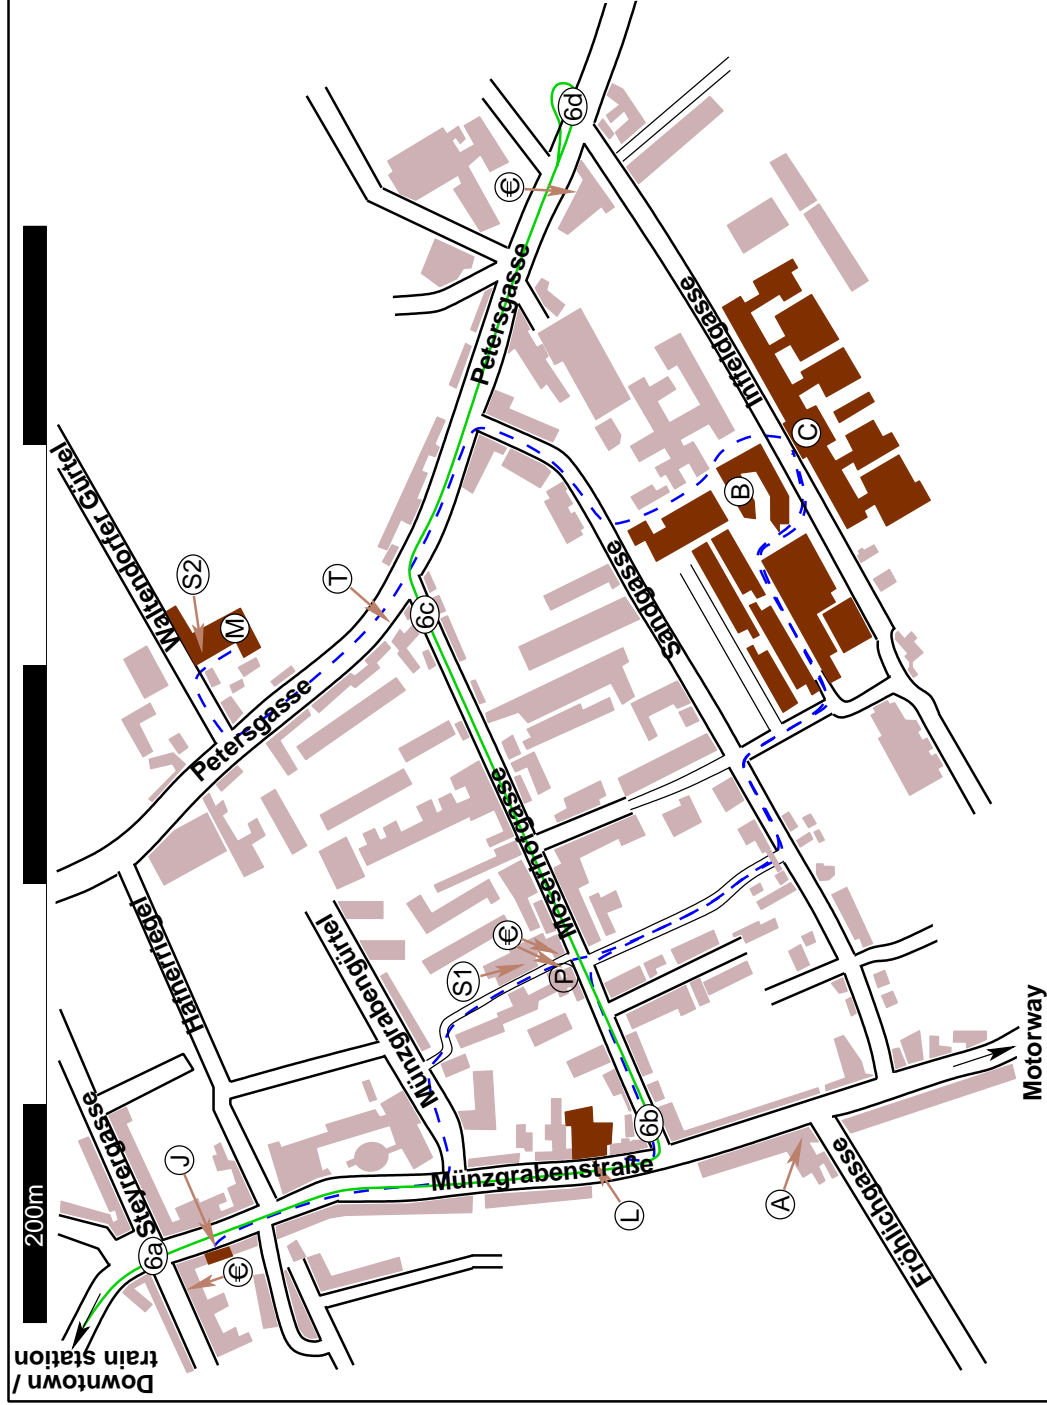 200m
Downtown /
train station
Steyrergasse
Hafnerriegel
Münzgrabengürtel
Münzgrabenstraße
Moserhofgasse
Petersgasse
Petersgasse
Waltendorfer Gürtel
Sandgasse
Inffeldgasse
Fröhlichgasse
Motorway
6a
6b
6c
6d
J
€
L
A
S1
€
P
S2
M
T
€
B
C